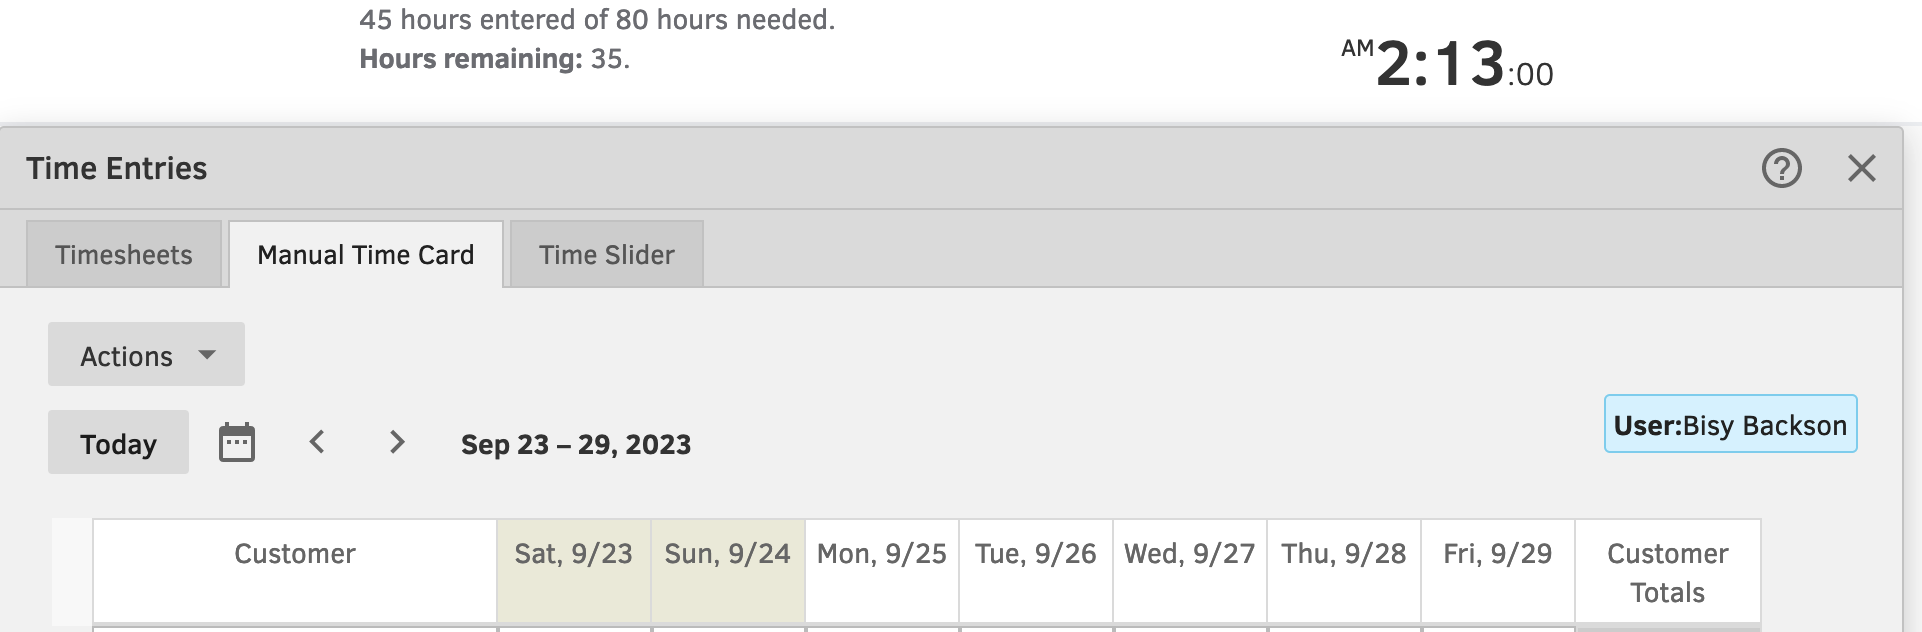 45 hours entered of 80 hours needed.
Hours remaining: 35.
AM 2:13:00
Time Entries
Timesheets Manual Time Card Time Slider
Actions
Today Sep 23 – 29, 2023
User:Bisy Backson
Customer Sat, 9/23 Sun, 9/24 Mon, 9/25 Tue, 9/26 Wed, 9/27 Thu, 9/28 Fri, 9/29 Customer
Totals